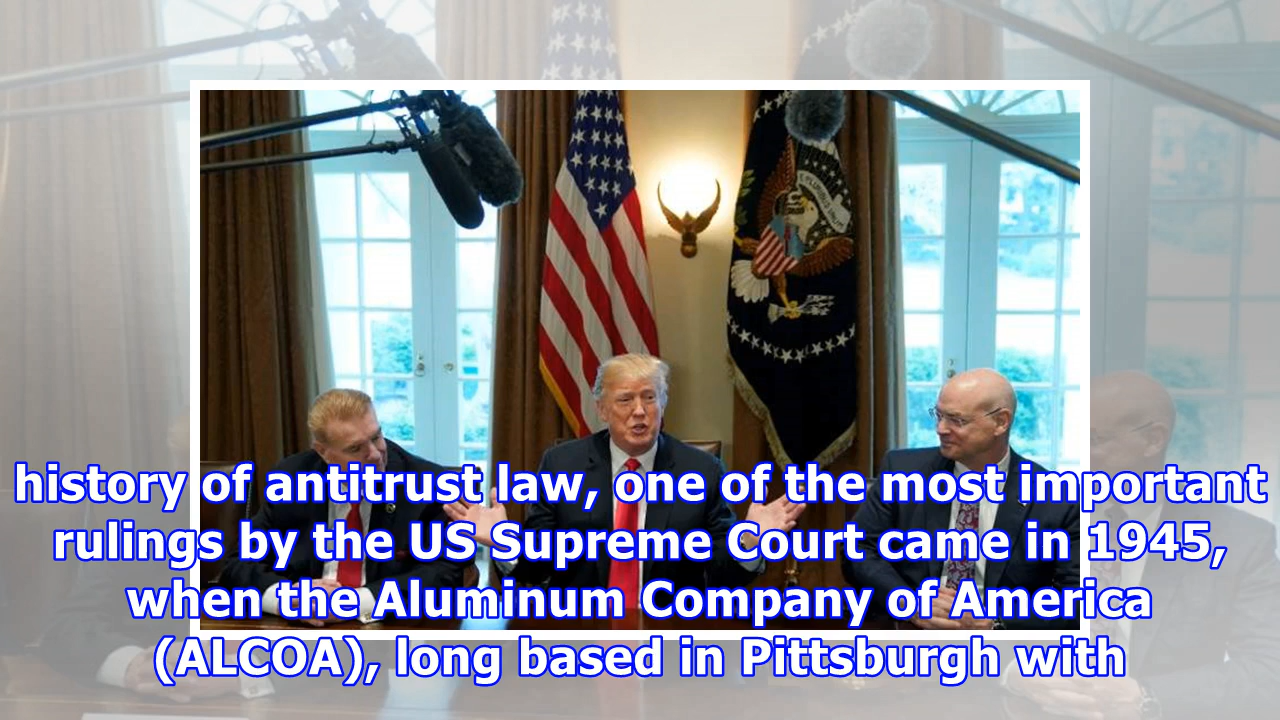 history of antitrust law, one of the most important
rulings by the US Supreme Court came in 1945,
when the Aluminum Company of America
(ALCOA), long based in Pittsburgh with